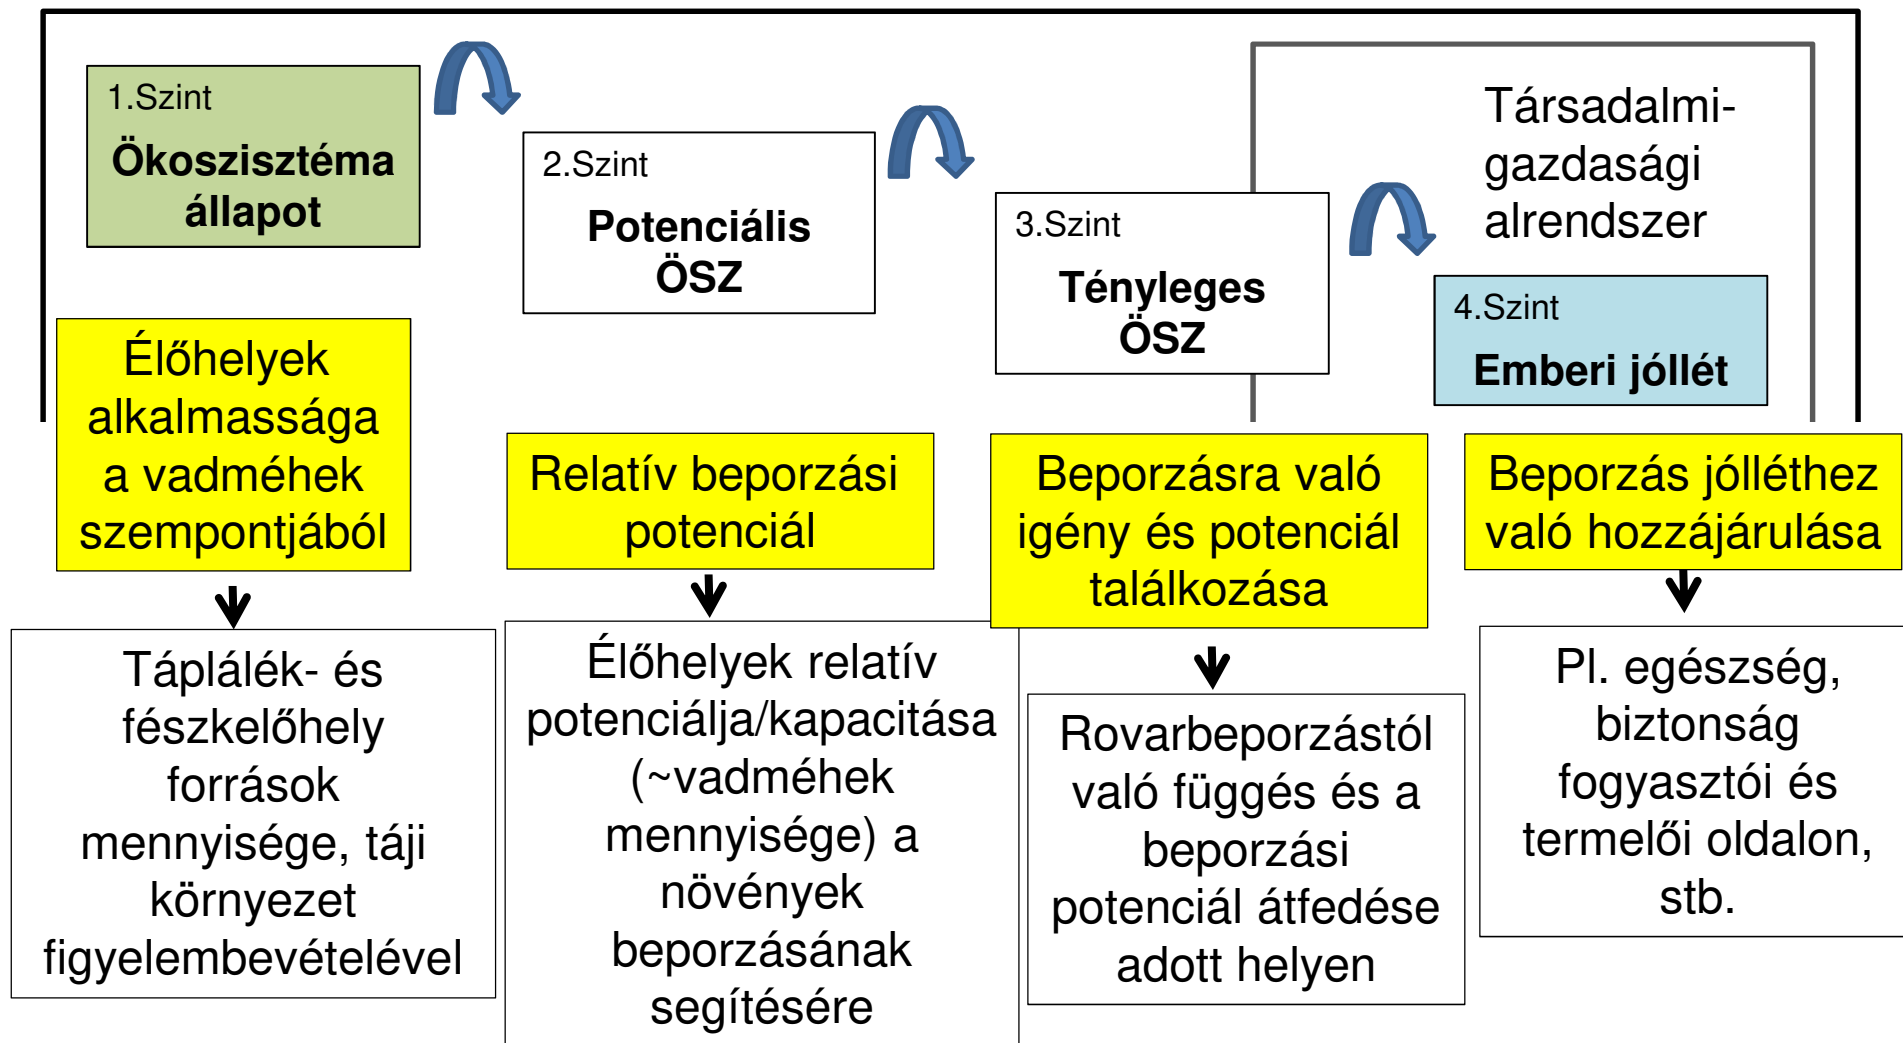 1.Szint
Ökoszisztéma
állapot
2.Szint
Potenciális
ÖSZ
3.Szint
Tényleges
ÖSZ
Társadalmi-
gazdasági
alrendszer
4.Szint
Emberi jóllét
Élőhelyek
alkalmassága
a vadméhek
szempontjából
Relatív beporzási
potenciál
Beporzásra való
igény és potenciál
találkozása
Beporzás jólléthez
való hozzájárulása
Táplálék- és
fészkelőhely
források
mennyisége, táji
környezet
figyelembevételével
Élőhelyek relatív
potenciálja/kapacitása
(~vadméhek
mennyisége) a
növények
beporzásának
segítésére
Rovarbeporzástól
való függés és a
beporzási
potenciál átfedése
adott helyen
Pl. egészség,
biztonság
fogyasztói és
termelői oldalon,
stb.